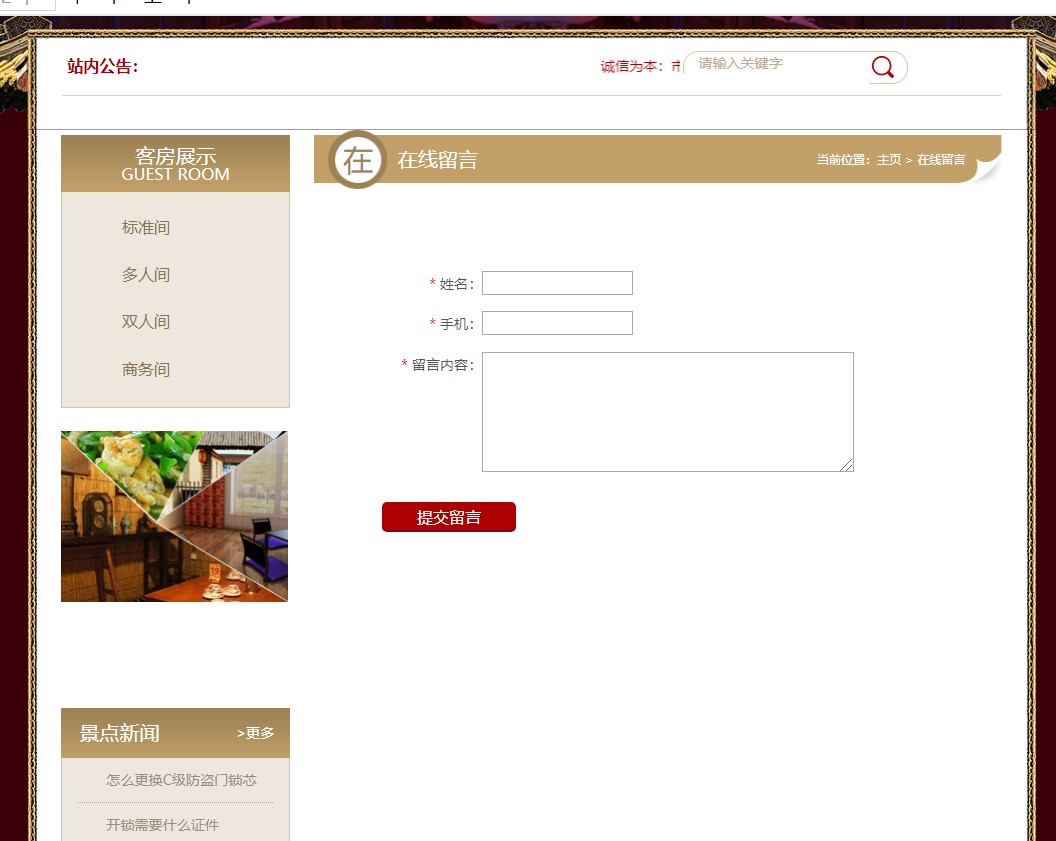 站内公告：
诚信为本：市
请输入关键字
客房展示
GUEST ROOM
标准间
多人间
双人间
商务间
在 在线留言
当前位置：主页 > 在线留言
* 姓名：
* 手机：
* 留言内容：
提交留言
景点新闻
>更多
怎么更换C级防盗门锁芯
开锁需要什么证件